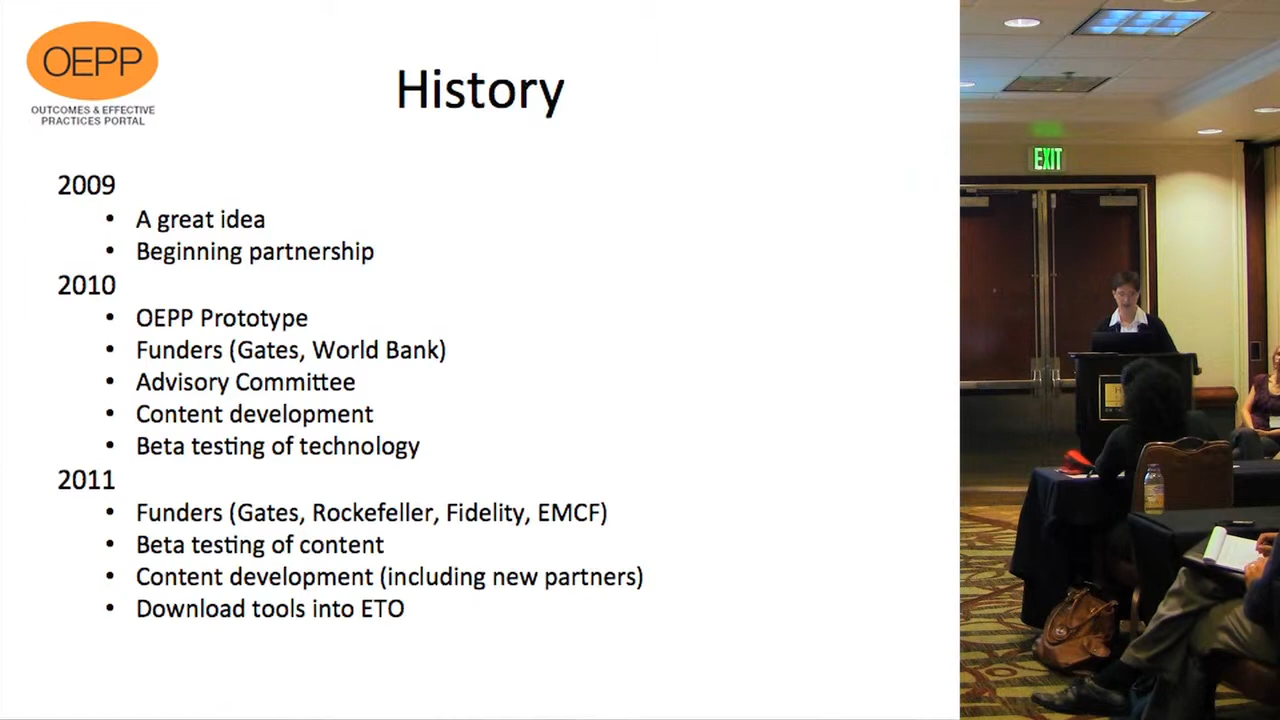 OEPP
OUTCOMES & EFFECTIVE
PRACTICES PORTAL
History
2009
• A great idea
• Beginning partnership
2010
• OEPP Prototype
• Funders (Gates, World Bank)
• Advisory Committee
• Content development
• Beta testing of technology
2011
• Funders (Gates, Rockefeller, Fidelity, EMCF)
• Beta testing of content
• Content development (including new partners)
• Download tools into ETO
EXIT